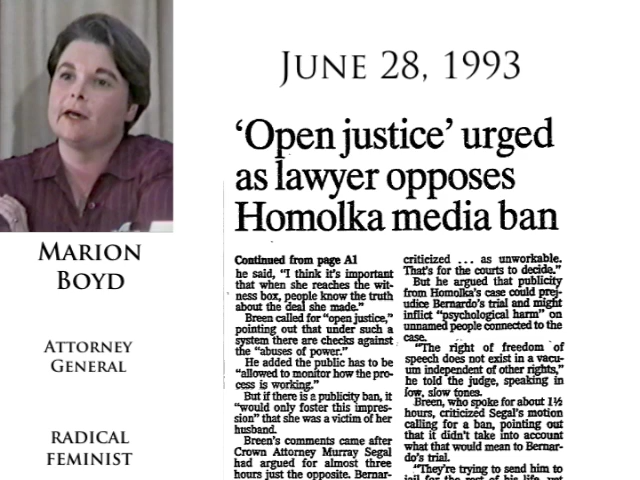 JUNE 28, 1993
'Open justice' urged
as lawyer opposes
Homolka media ban
MARION
BOYD
ATTORNEY
GENERAL
RADICAL
FEMINIST
Continued from page A1
he said, "I think it's important
that when she reaches the wit-
ness box, people know the truth
about the deal she made."
Breen called for "open justice,"
pointing out that under such a
system there are checks against
the "abuses of power."
He added the public has to be
"allowed to monitor how the pro-
cess is working."
But if there is a publicity ban, it
"would only foster this impres-
sion" that she was a victim of her
husband.
Breen's comments came after
Crown Attorney Murray Segal
had argued for almost three
hours just the opposite. Bernar-
criticized ... as unworkable.
That's for the courts to decide."
But he argued that publicity
from Homolka's case could prej-
udice Bernardo's trial and might
inflict "psychological harm" on
unnamed people connected to the
case.
"The right of freedom of
speech does not exist in a vacu-
um independent of other rights,"
he told the judge, speaking in
low, slow tones.
Breen, who spoke for about 1½
hours, criticized Segal's motion
calling for a ban, pointing out
that it didn't take into account
what that would mean to Bernar-
do's trial.
"They're trying to send him to
jail for the rest of his life, yet